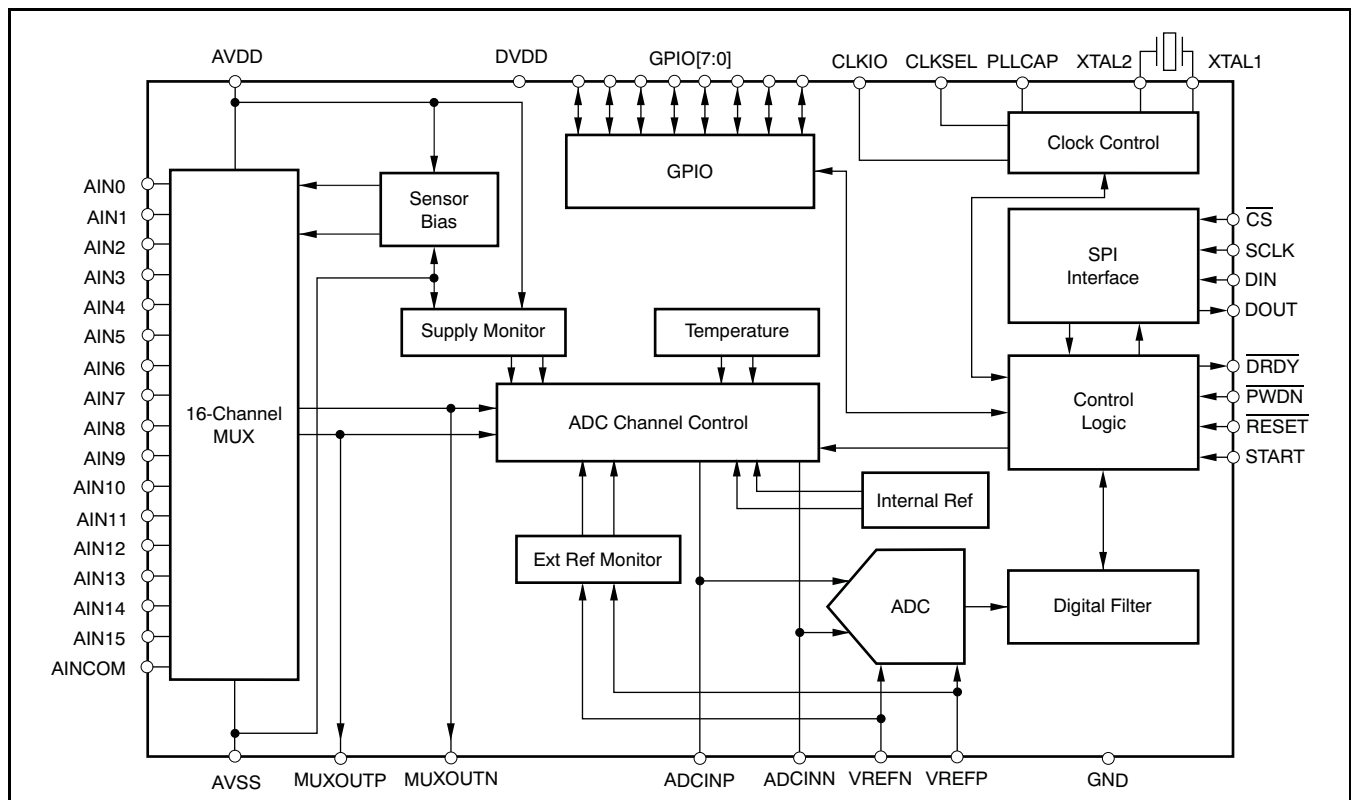 AVDD
DVDD
GPIO[7:0]
CLKIO
CLKSEL
PLLCAP
XTAL2
XTAL1
Clock Control
GPIO
Sensor
Bias
AIN0
AIN1
AIN2
AIN3
AIN4
AIN5
AIN6
AIN7
AIN8
AIN9
AIN10
AIN11
AIN12
AIN13
AIN14
AIN15
AINCOM
16-Channel
MUX
SPI
Interface
CS
SCLK
DIN
DOUT
Supply Monitor
Temperature
ADC Channel Control
Control
Logic
DRDY
PWDN
RESET
START
Internal Ref
Ext Ref Monitor
ADC
Digital Filter
AVSS
MUXOUTP
MUXOUTN
ADCINP
ADCINN
VREFN
VREFP
GND